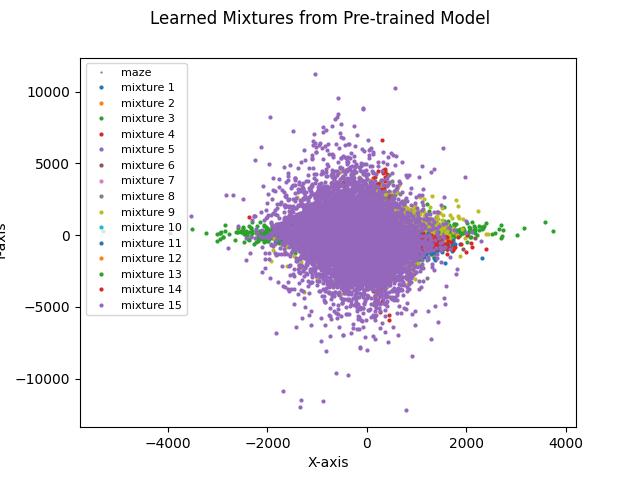 Learned Mixtures from Pre-trained Model
maze
mixture 1
mixture 2
mixture 3
mixture 4
mixture 5
mixture 6
mixture 7
mixture 8
mixture 9
mixture 10
mixture 11
mixture 12
mixture 13
mixture 14
mixture 15
10000
5000
0
−5000
−10000
−4000
−2000
0
2000
4000
X-axis